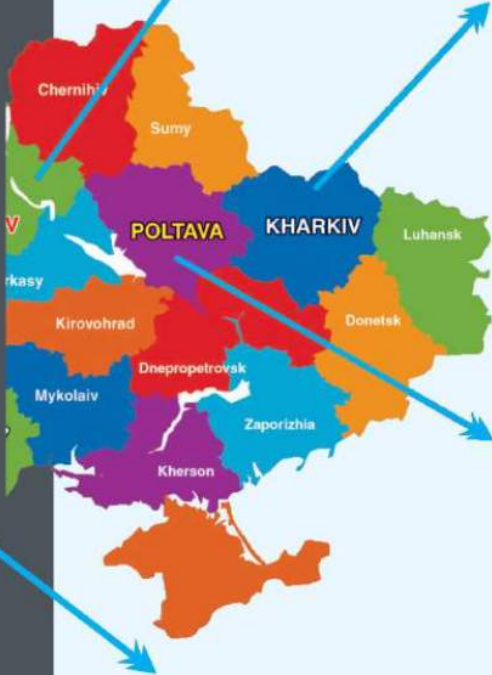 Chernihiv
Sumy
V
POLTAVA
KHARKIV
Luhansk
rkasy
Kirovohrad
Donetsk
Dnepropetrovsk
Mykolaiv
Zaporizhia
Kherson